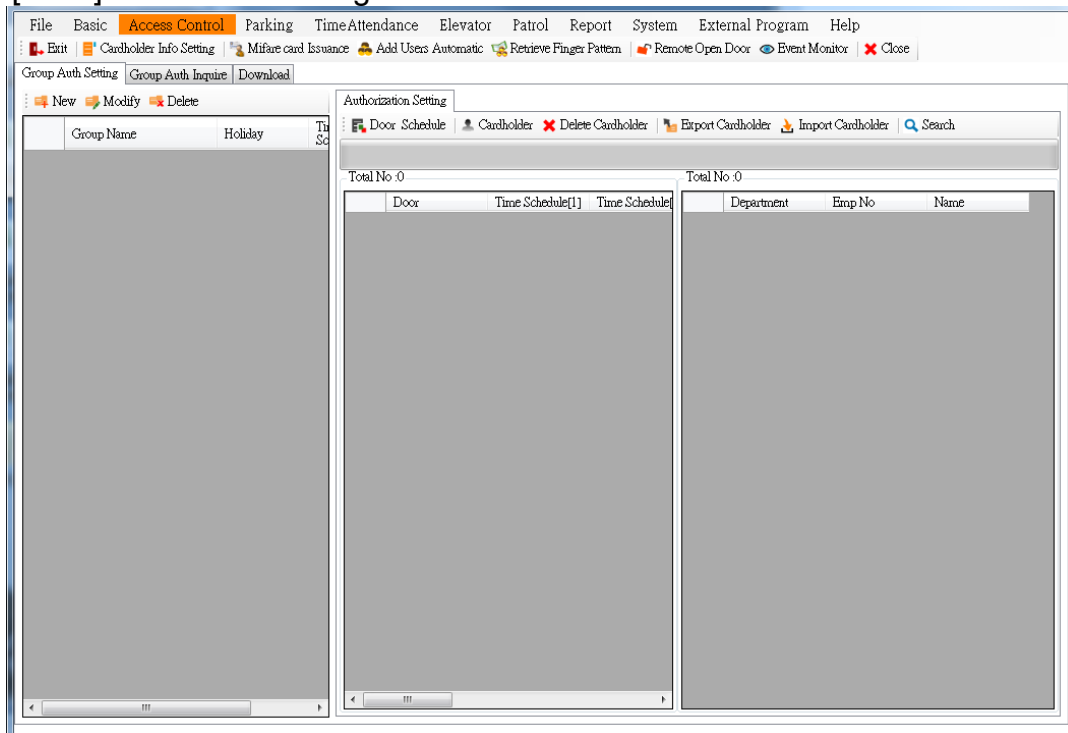 File Basic Access Control Parking TimeAttendance Elevator Patrol Report System External Program Help
Exit Cardholder Info Setting Mifare card Issuance Add Users Automatic Retrieve Finger Pattern Remote Open Door Event Monitor Close
Group Auth Setting Group Auth Inquire Download
New Modify Delete
Group Name Holiday
Authorization Setting
Door Schedule Cardholder Delete Cardholder Export Cardholder Import Cardholder Search
Total No :0
Door Time Schedule[1] Time Schedule[
Total No :0
Department Emp No Name